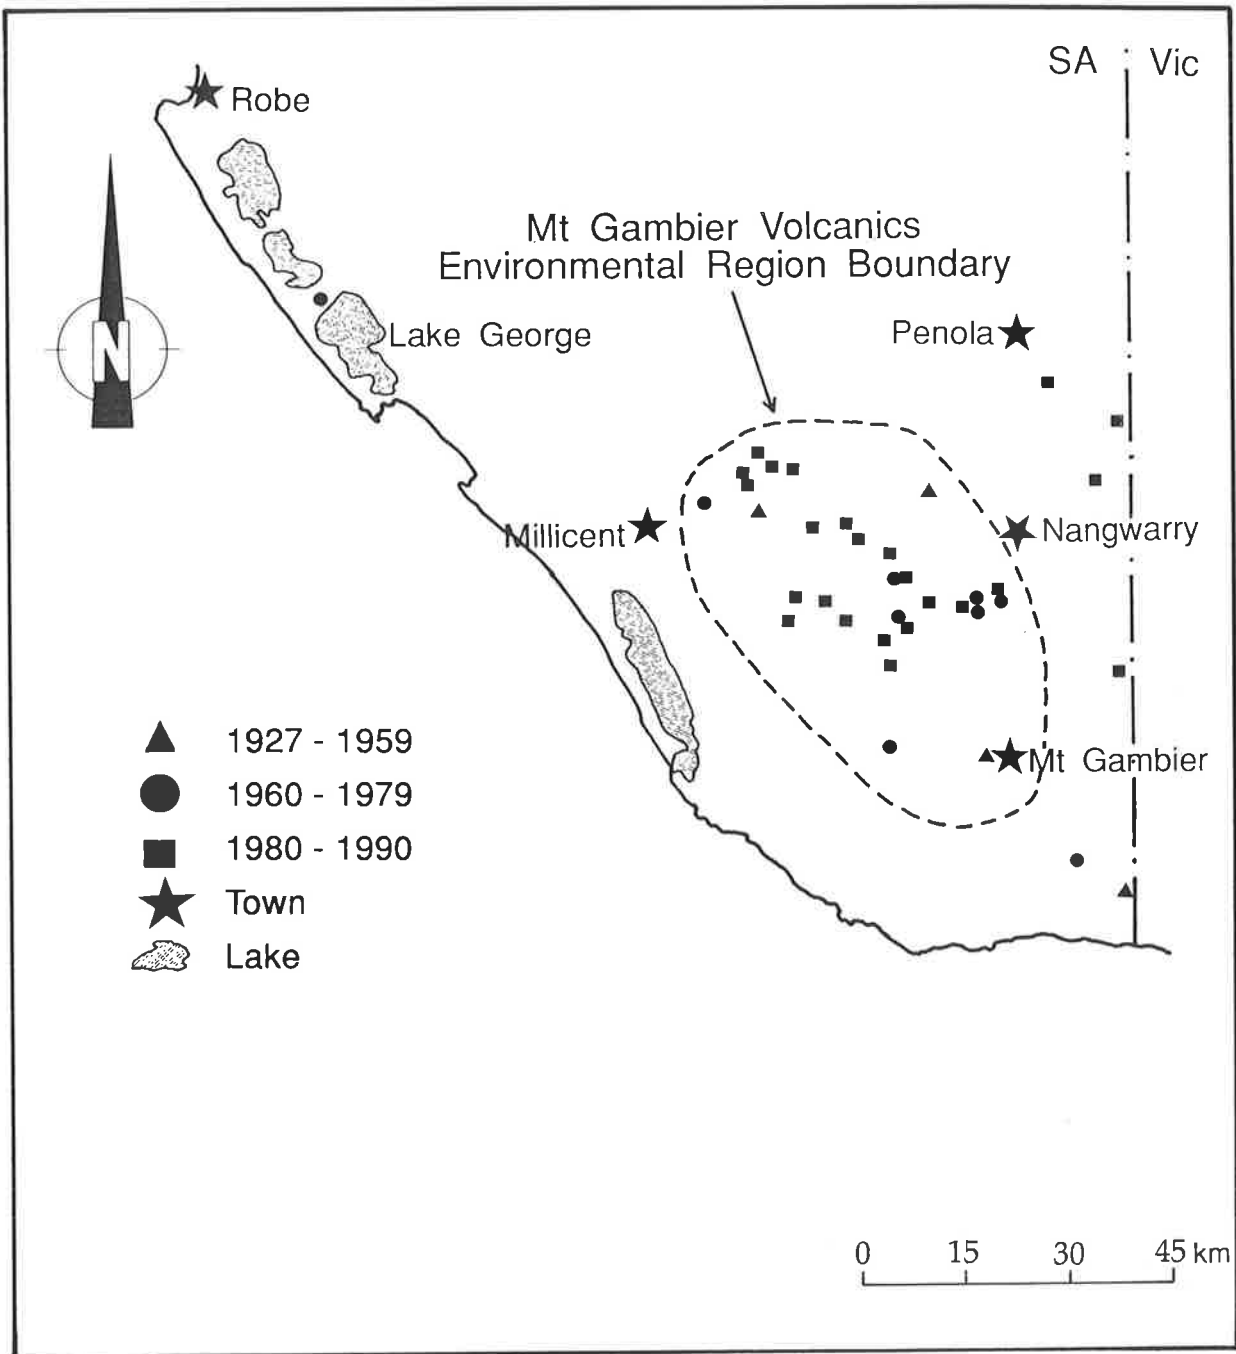 SA Vic
Robe
Mt Gambier Volcanics
Environmental Region Boundary
Penola
Lake George
N
Millicent
Nangwarry
1927 - 1959
Mt Gambier
1960 - 1979
1980 - 1990
Town
Lake
0 15 30 45 km